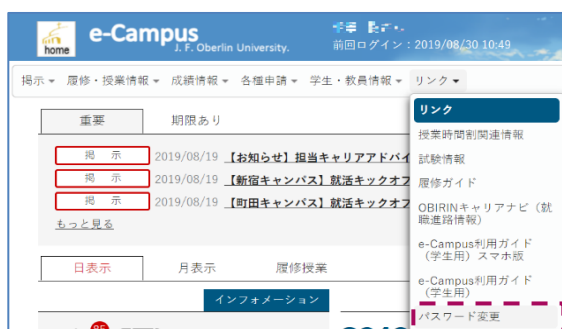 home
e-Campus
J. F. Oberlin University.
前回ログイン：2019/08/30 10:49
掲示 履修・授業情報 成績情報 各種申請 学生・教員情報 リンク
重要 期限あり
掲 示 2019/08/19 【お知らせ】担当キャリアアドバイ
掲 示 2019/08/19 【新宿キャンパス】就活キックオフ
掲 示 2019/08/19 【町田キャンパス】就活キックオフ
もっと見る
日表示 月表示 履修授業
インフォメーション
リンク
授業時間割関連情報
試験情報
履修ガイド
OBIRINキャリアナビ（就
職進路情報）
e-Campus利用ガイド
（学生用）スマホ版
e-Campus利用ガイド
（学生用）
パスワード変更